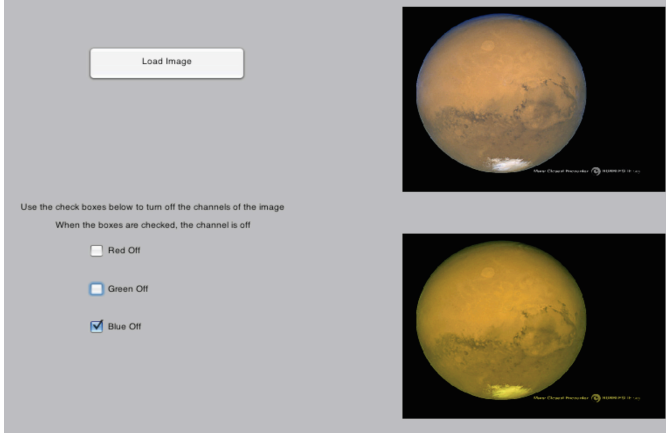 Load Image
Use the check boxes below to turn off the channels of the image
When the boxes are checked, the channel is off
Red Off
Green Off
Blue Off